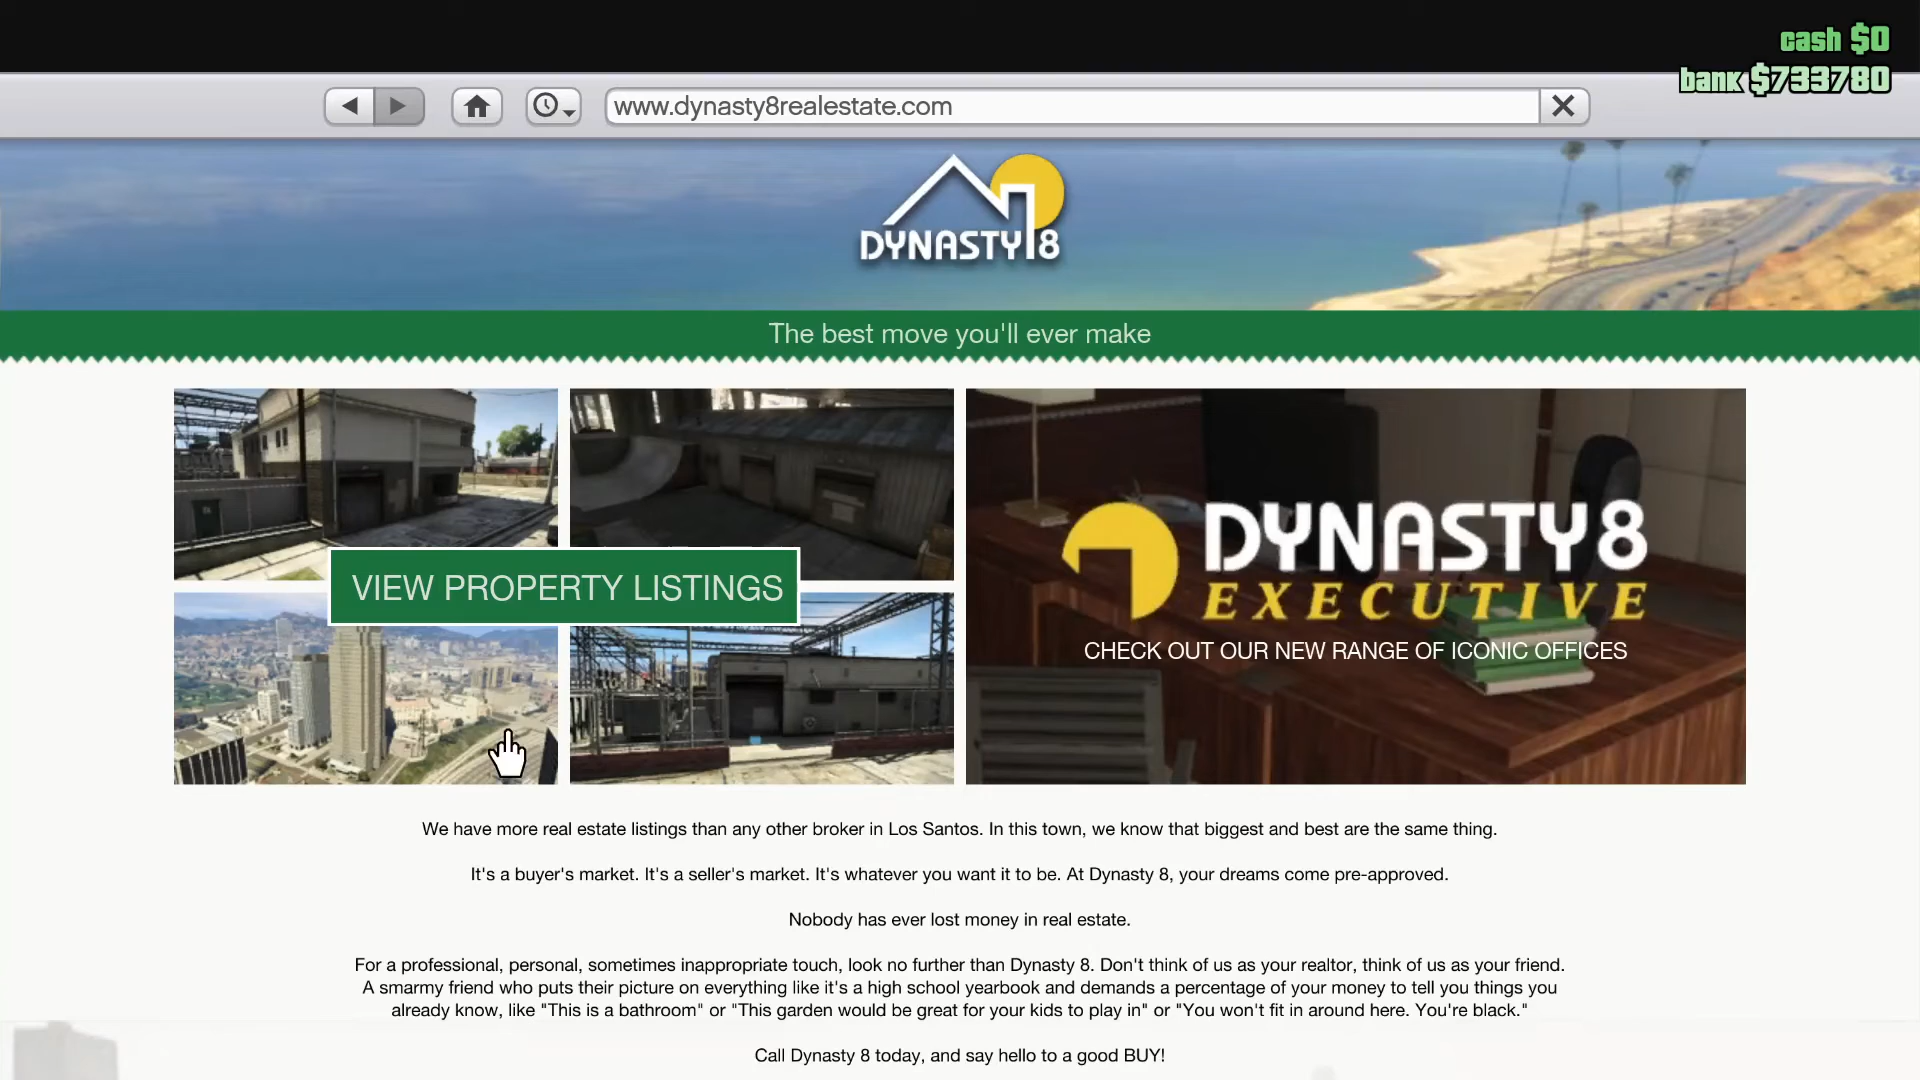 cash $0
bank $733780
www.dynasty8realestate.com
DYNASTY 8
The best move you'll ever make
VIEW PROPERTY LISTINGS
DYNASTY8
EXECUTIVE
CHECK OUT OUR NEW RANGE OF ICONIC OFFICES
We have more real estate listings than any other broker in Los Santos. In this town, we know that biggest and best are the same thing.
It's a buyer's market. It's a seller's market. It's whatever you want it to be. At Dynasty 8, your dreams come pre-approved.
Nobody has ever lost money in real estate.
For a professional, personal, sometimes inappropriate touch, look no further than Dynasty 8. Don't think of us as your realtor, think of us as your friend.
A smarmy friend who puts their picture on everything like it's a high school yearbook and demands a percentage of your money to tell you things you
already know, like "This is a bathroom" or "This garden would be great for your kids to play in" or "You won't fit in around here. You're black."
Call Dynasty 8 today, and say hello to a good BUY!